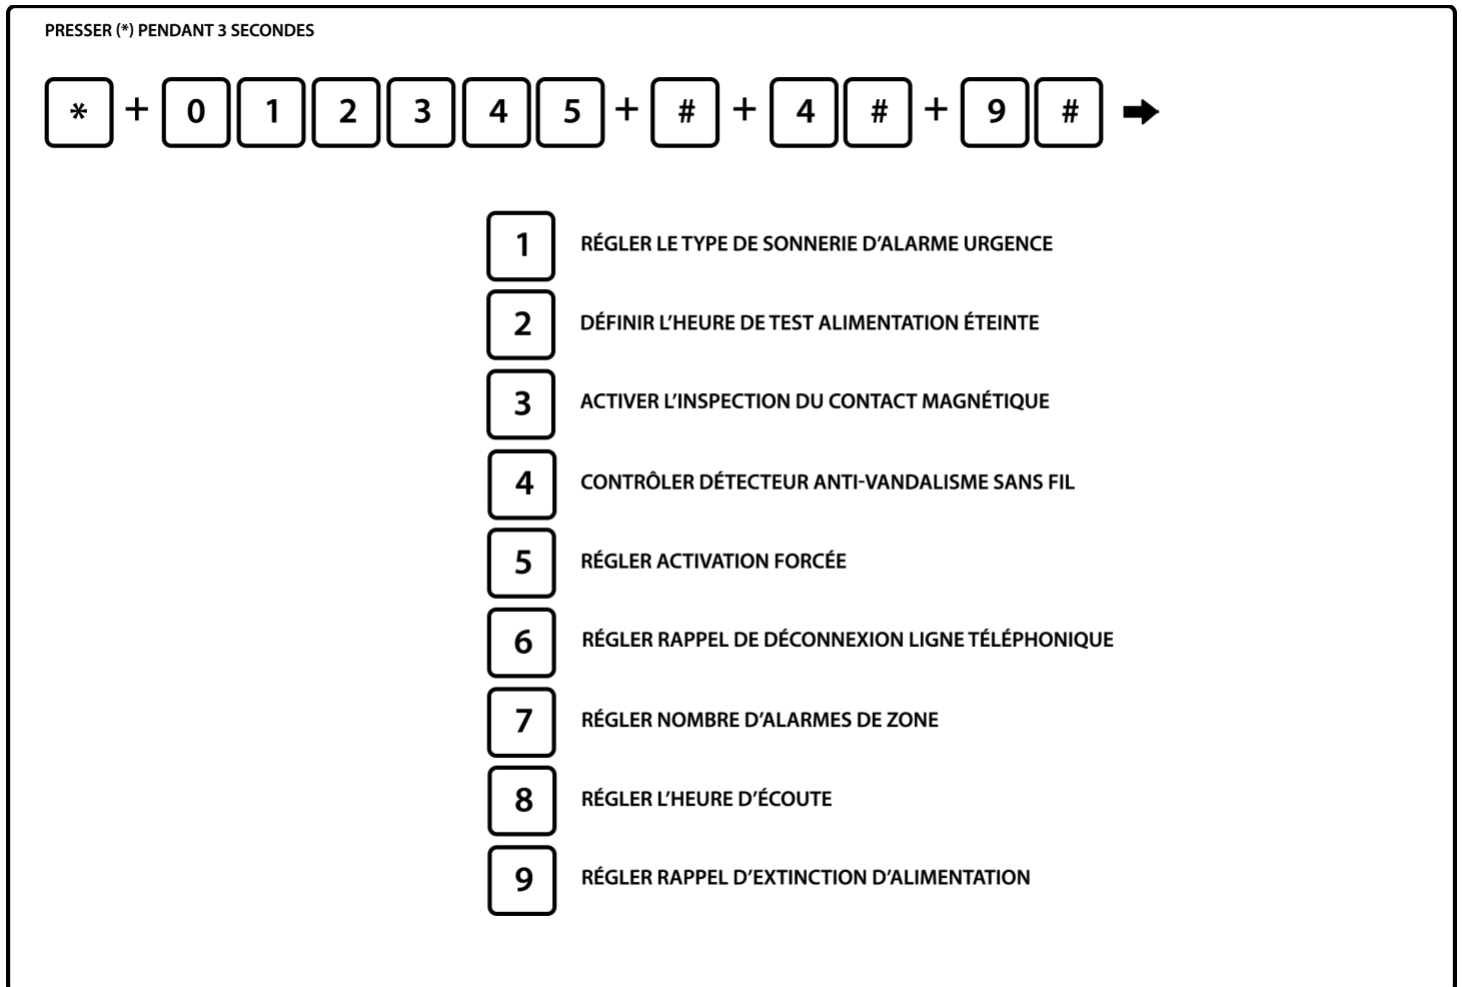 PRESSER (*) PENDANT 3 SECONDES
* + 0 1 2 3 4 5 + # + 4 # + 9 #
1 RÉGLER LE TYPE DE SONNERIE D’ALARME URGENCE
2 DÉFINIR L’HEURE DE TEST ALIMENTATION ÉTEINTE
3 ACTIVER L’INSPECTION DU CONTACT MAGNÉTIQUE
4 CONTRÔLER DÉTECTEUR ANTI-VANDALISME SANS FIL
5 RÉGLER ACTIVATION FORCÉE
6 RÉGLER RAPPEL DE DÉCONNEXION LIGNE TÉLÉPHONIQUE
7 RÉGLER NOMBRE D’ALARMES DE ZONE
8 RÉGLER L’HEURE D’ÉCOUTE
9 RÉGLER RAPPEL D’EXTINCTION D’ALIMENTATION